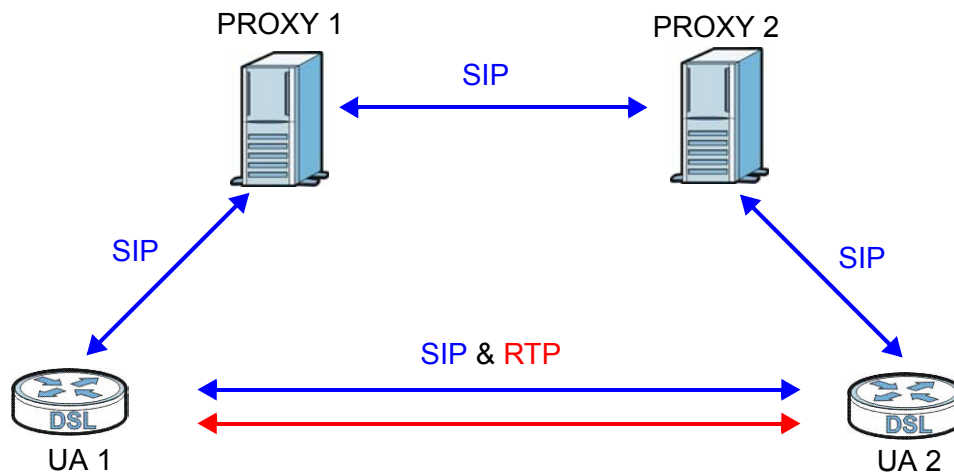 PROXY 1
PROXY 2
SIP
SIP
SIP
SIP & RTP
DSL
DSL
UA 1
UA 2